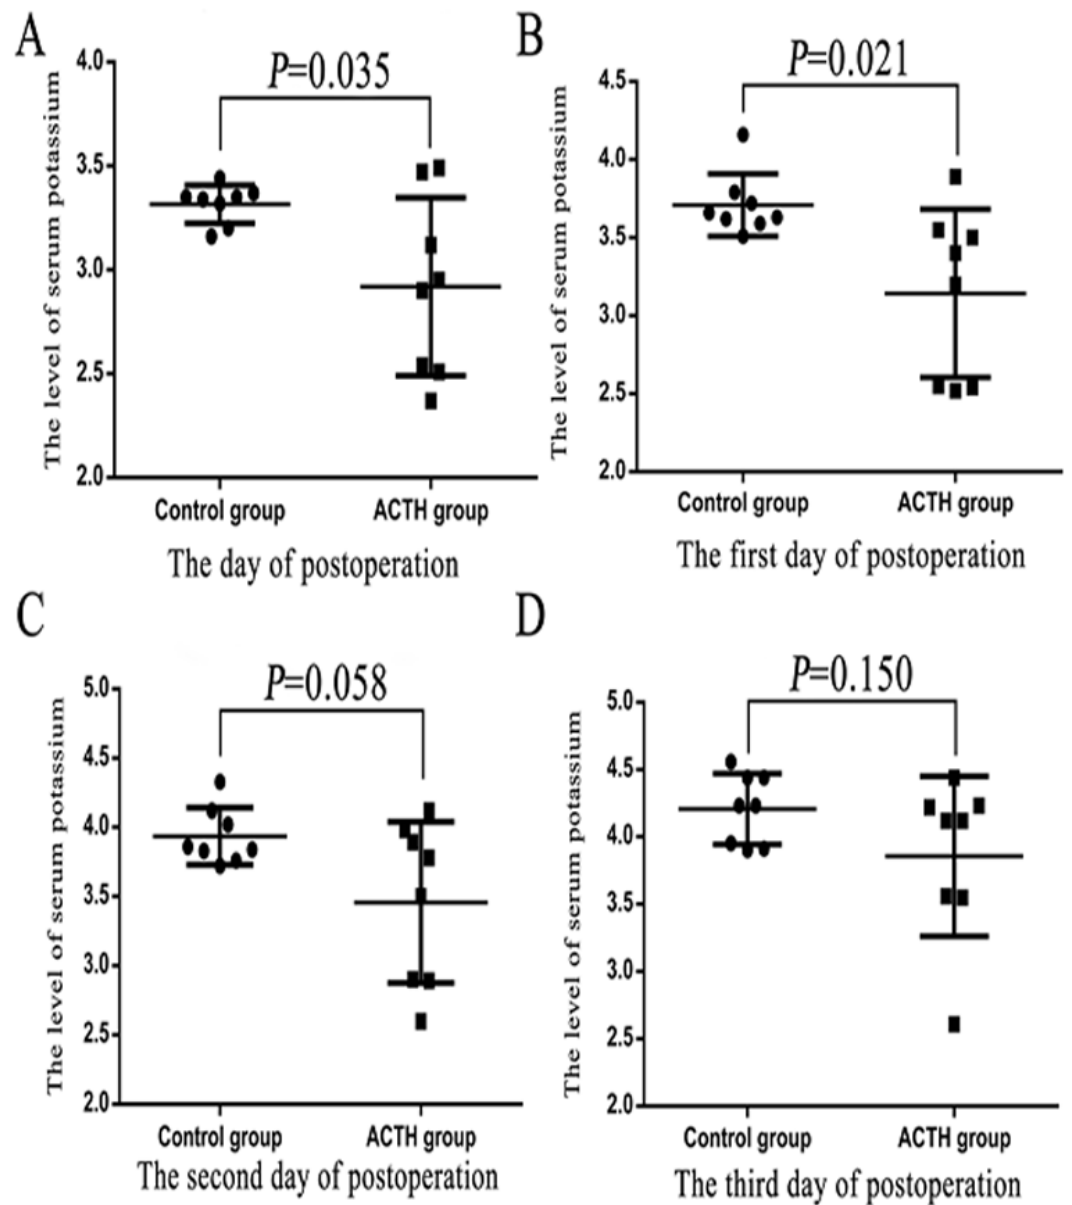 A
P=0.035
The level of serum potassium
4.0
3.5
3.0
2.5
2.0
Control group
ACTH group
The day of postoperation
B
P=0.021
The level of serum potassium
4.5
4.0
3.5
3.0
2.5
2.0
Control group
ACTH group
The first day of postoperation
C
P=0.058
The level of serum potassium
5.0
4.5
4.0
3.5
3.0
2.5
2.0
Control group
ACTH group
The second day of postoperation
D
P=0.150
The level of serum potassium
5.0
4.5
4.0
3.5
3.0
2.5
2.0
Control group
ACTH group
The third day of postoperation